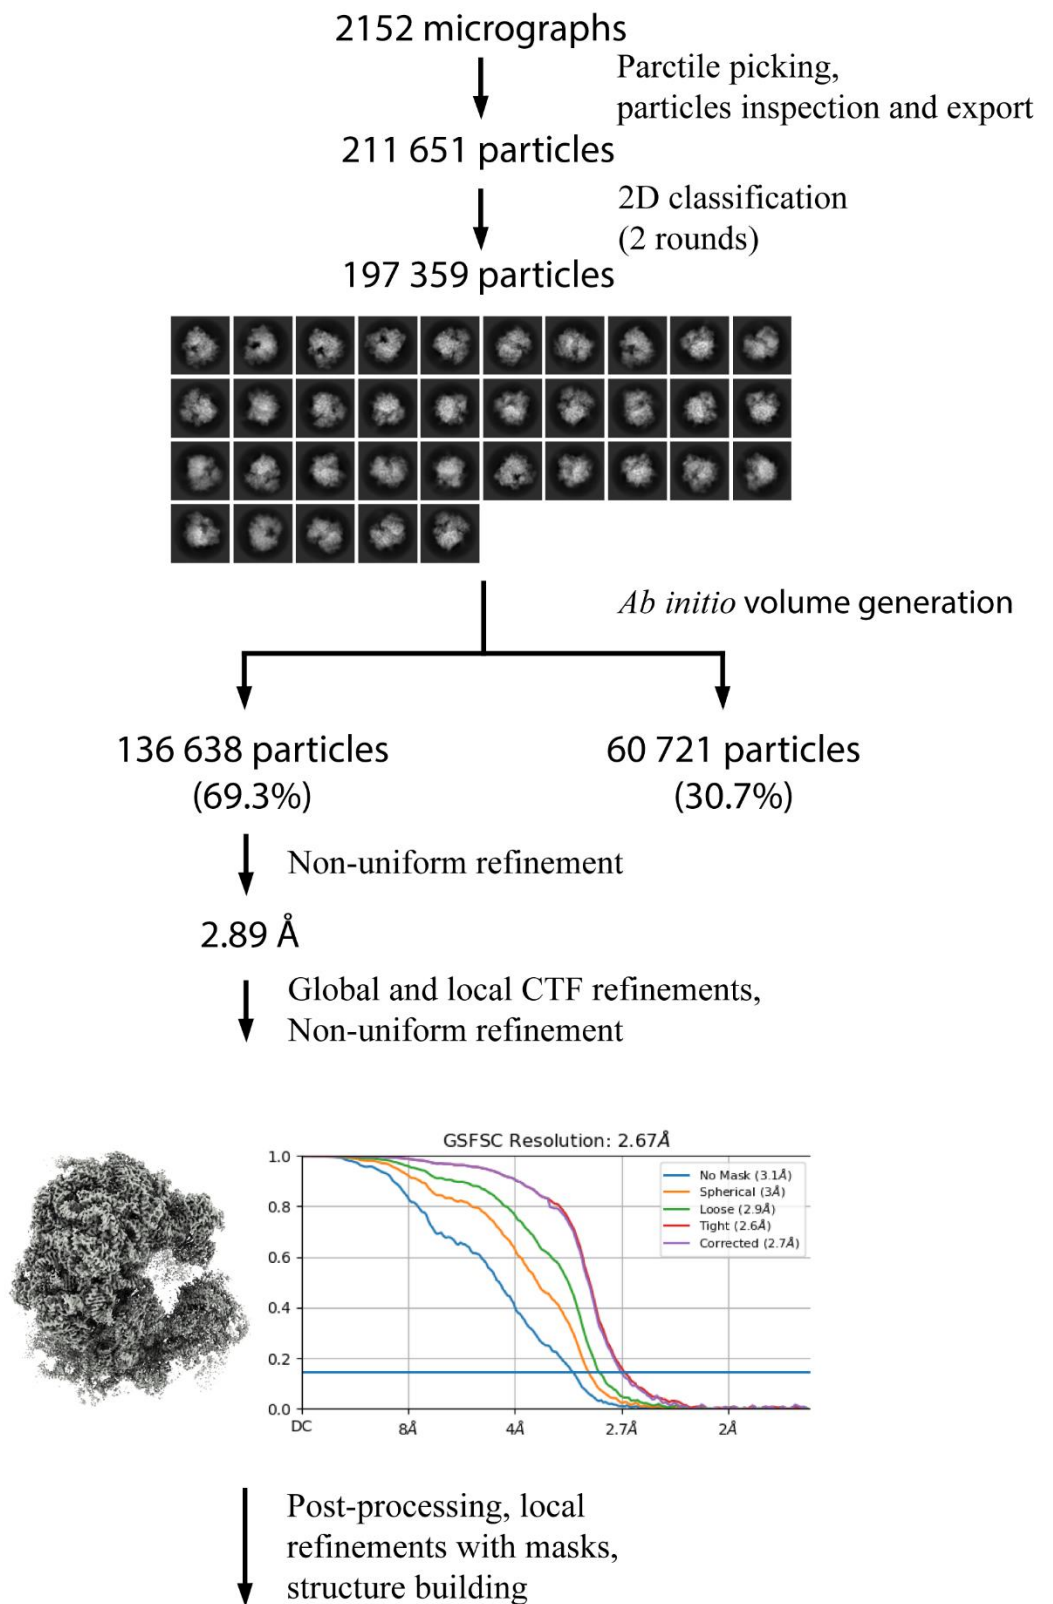 2152 micrographs
Parctile picking,
particles inspection and export
211 651 particles
2D classification
(2 rounds)
197 359 particles
Ab initio volume generation
136 638 particles
(69.3%)
60 721 particles
(30.7%)
Non-uniform refinement
2.89 Å
Global and local CTF refinements,
Non-uniform refinement
GSFSC Resolution: 2.67Å
1.0
0.8
0.6
0.4
0.2
0.0
No Mask (3.1Å)
Spherical (3Å)
Loose (2.9Å)
Tight (2.6Å)
Corrected (2.7Å)
DC
8Å
4Å
2.7Å
2Å
Post-processing, local
refinements with masks,
structure building